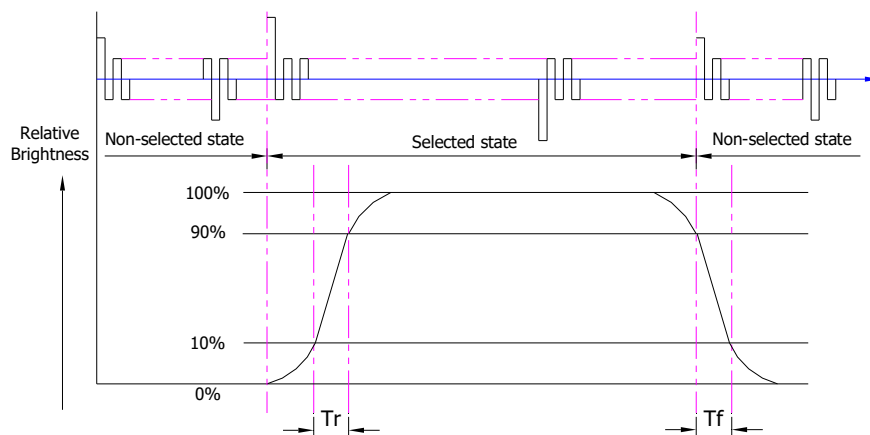 Relative
Brightness
Non-selected state
Selected state
Non-selected state
100%
90%
10%
0%
Tr
Tf